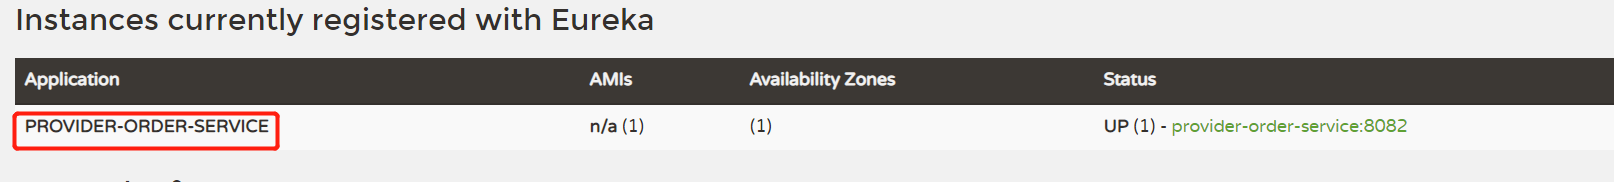 Instances currently registered with Eureka
Application AMIs Availability Zones Status
PROVIDER-ORDER-SERVICE n/a (1) (1) UP (1) - provider-order-service:8082